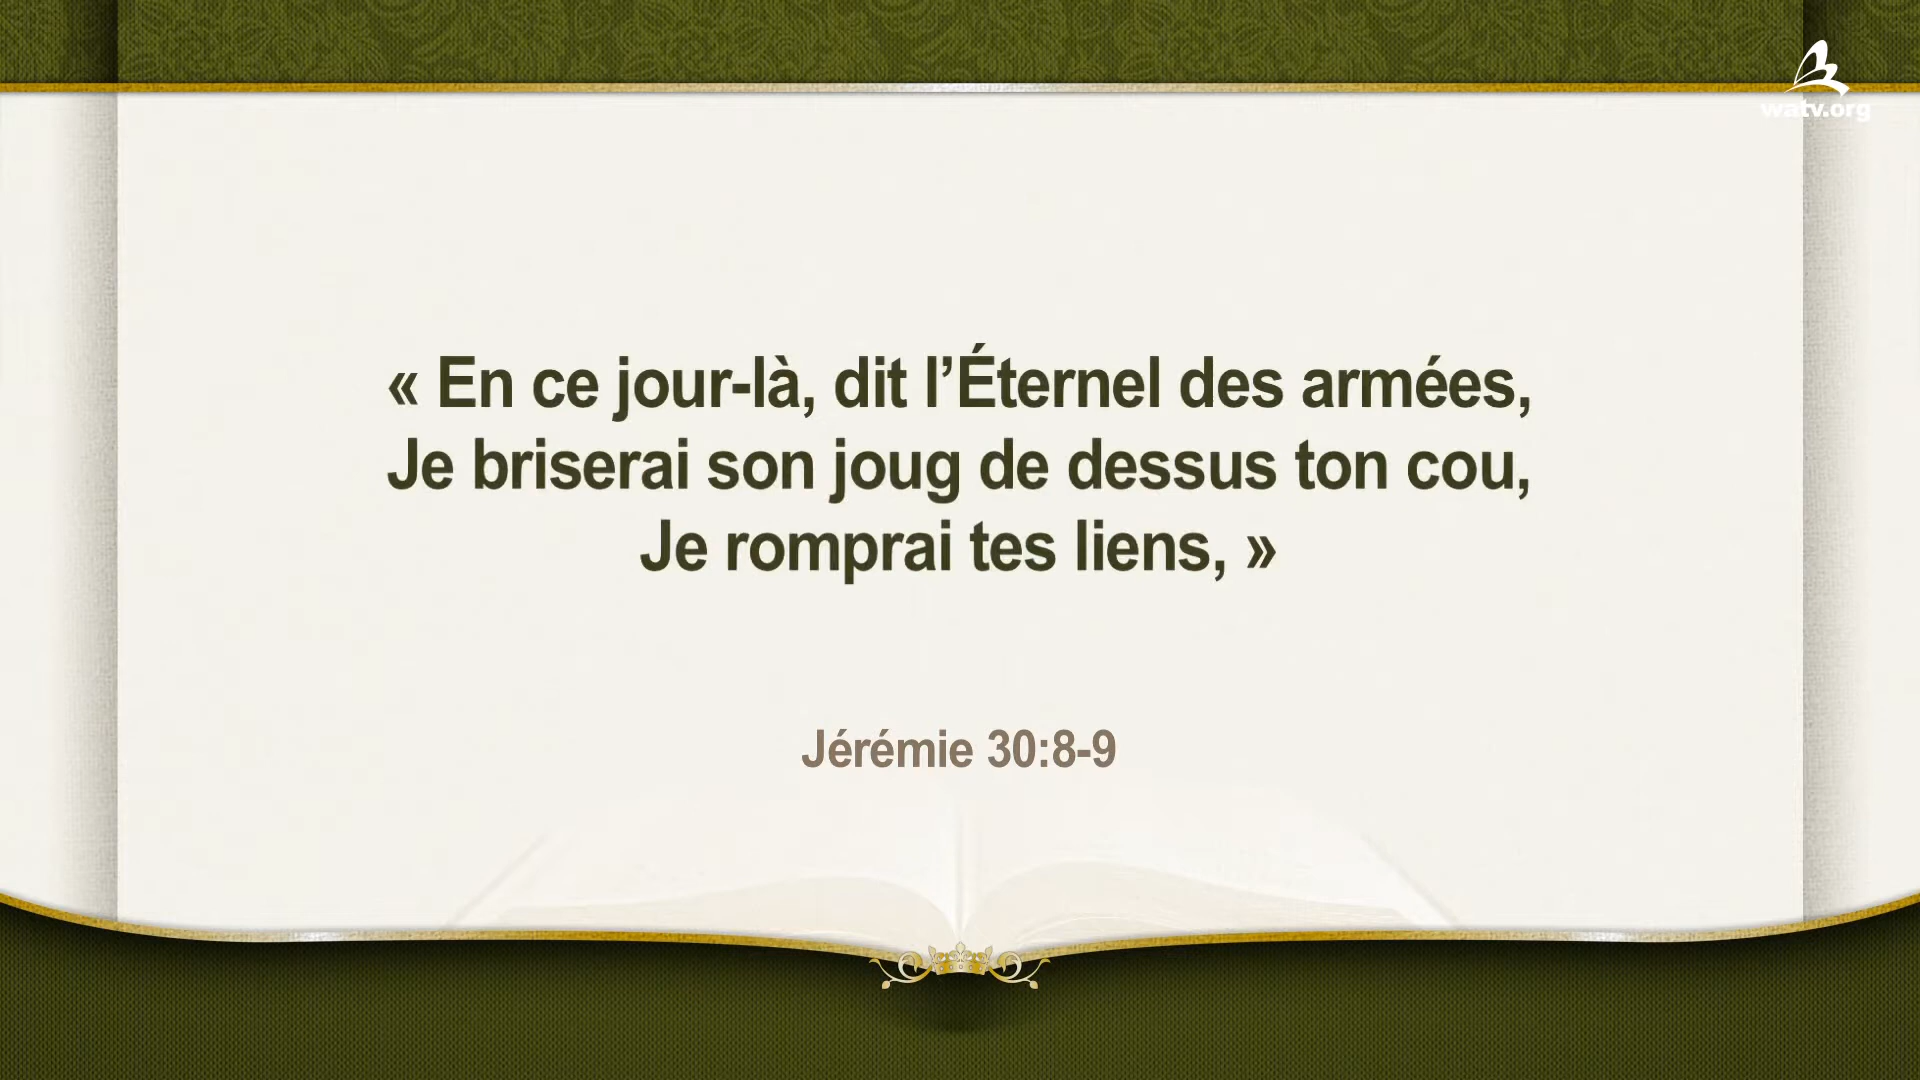 watv.org
« En ce jour-là, dit l’Éternel des armées,
Je briserai son joug de dessus ton cou,
Je romprai tes liens, »
Jérémie 30:8-9